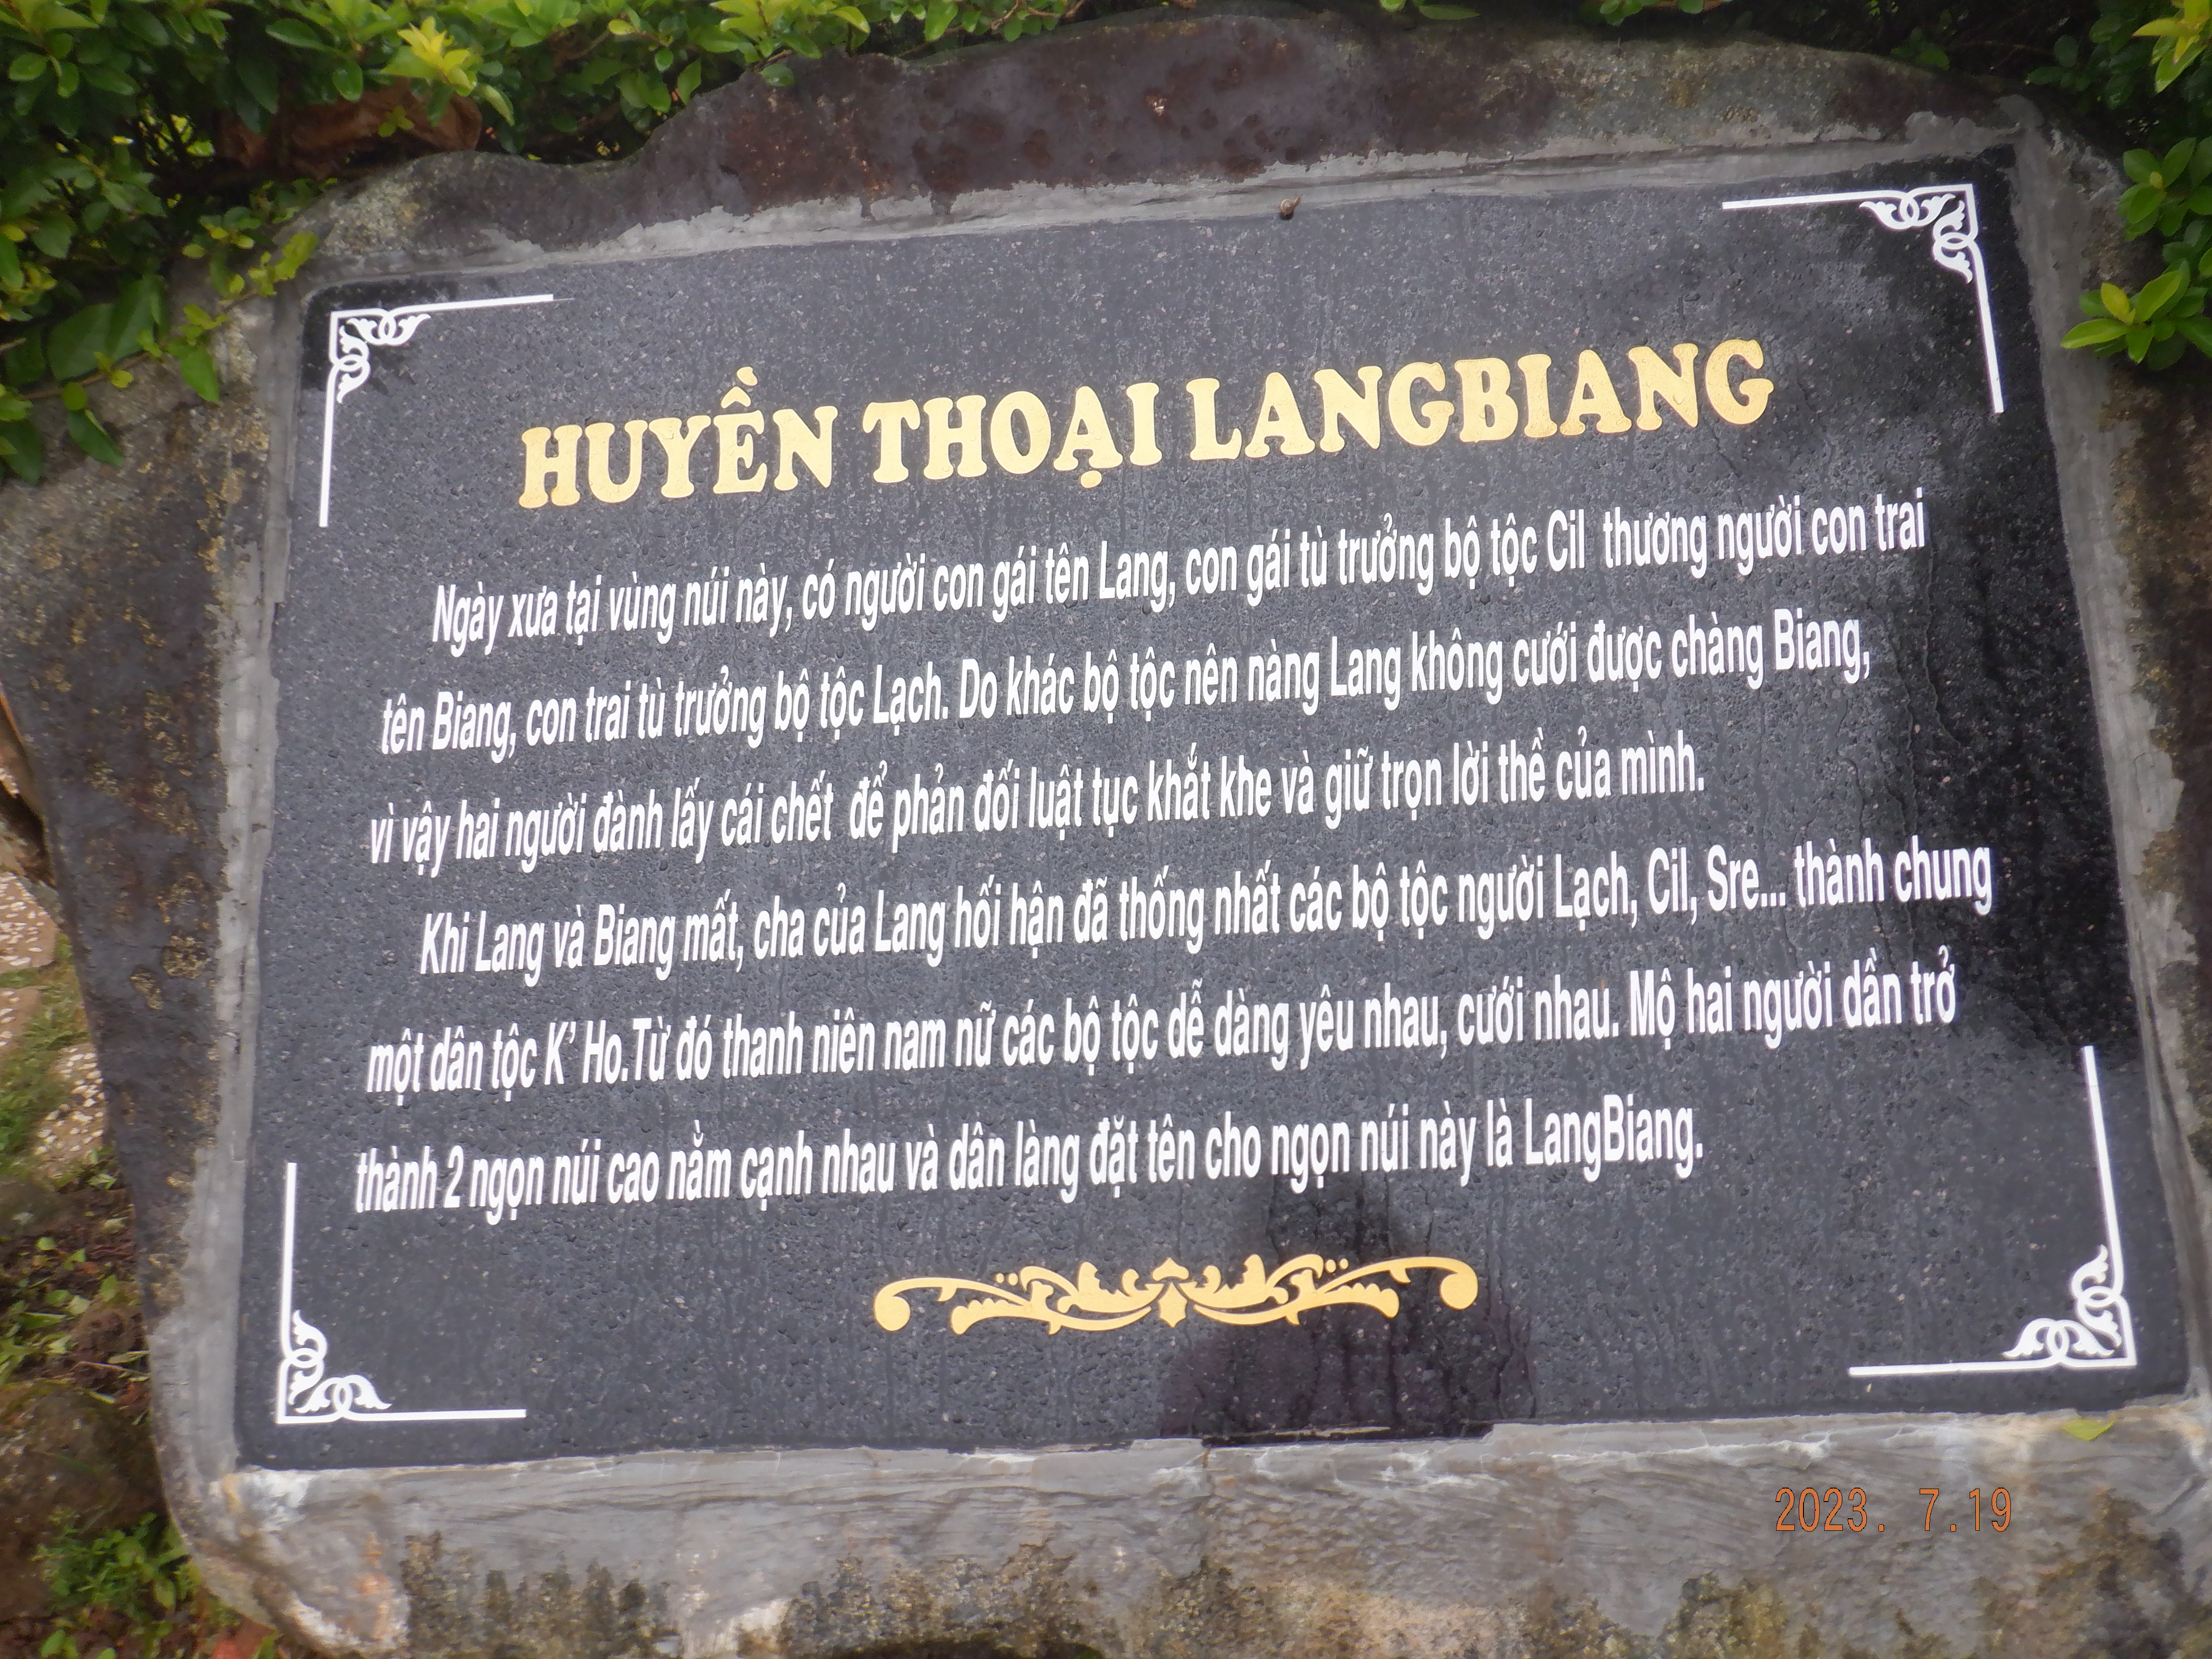 HUYỀN THOẠI LANGBIANG
Ngày xưa tại vùng núi này, có người con gái tên Lang, con gái tù trưởng bộ tộc Cil thương người con trai
tên Biang, con trai tù trưởng bộ tộc Lạch. Do khác bộ tộc nên nàng Lang không cưới được chàng Biang,
vì vậy hai người đành lấy cái chết để phản đối luật tục khắt khe và giữ trọn lời thề của mình.
Khi Lang và Biang mất, cha của Lang hối hận đã thống nhất các bộ tộc người Lạch, Cil, Sre... thành chung
một dân tộc K' Ho.Từ đó thanh niên nam nữ các bộ tộc dễ dàng yêu nhau, cưới nhau. Mộ hai người dần trở
thành 2 ngọn núi cao nằm cạnh nhau và dân làng đặt tên cho ngọn núi này là LangBiang.
2023. 7.19